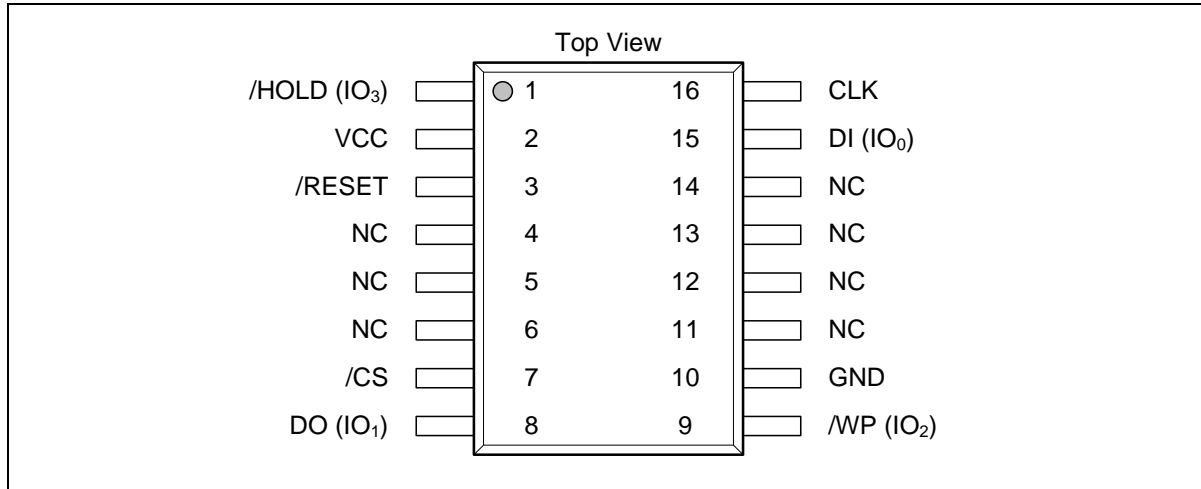 Top View
/HOLD (IO₃) 1 16 CLK
VCC 2 15 DI (IO₀)
/RESET 3 14 NC
NC 4 13 NC
NC 5 12 NC
NC 6 11 NC
/CS 7 10 GND
DO (IO₁) 8 9 /WP (IO₂)